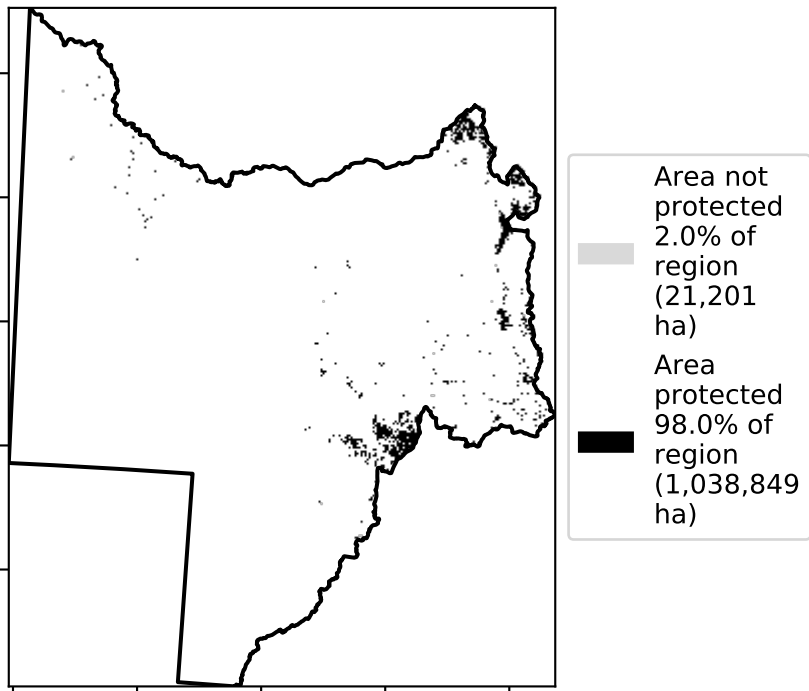 Area not
protected
2.0% of
region
(21,201
ha)
Area
protected
98.0% of
region
(1,038,849
ha)